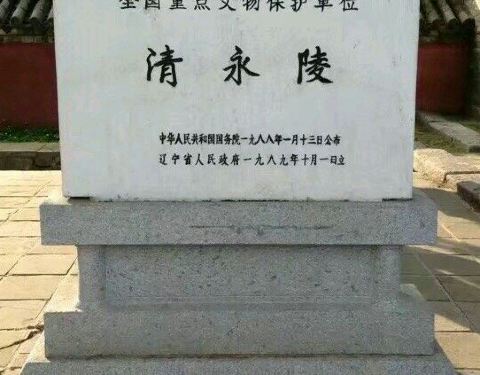 全国重点文物保护单位
清永陵
中华人民共和国国务院一九八八年一月十三日公布
辽宁省人民政府一九八九年十月一日立